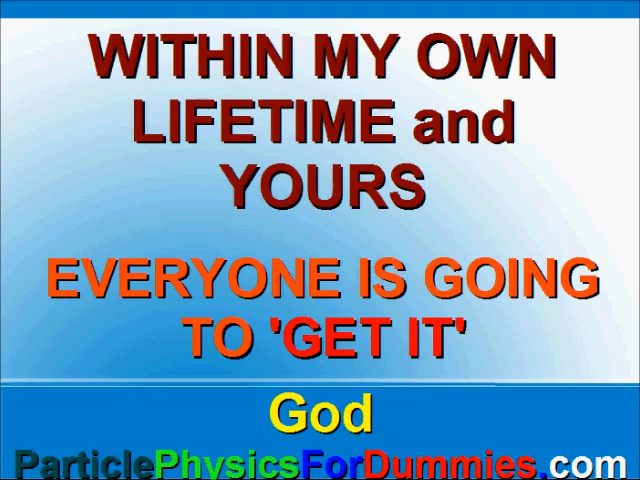 WITHIN MY OWN
LIFETIME and
YOURS
EVERYONE IS GOING
TO 'GET IT'
God
ParticlePhysicsForDummies.com